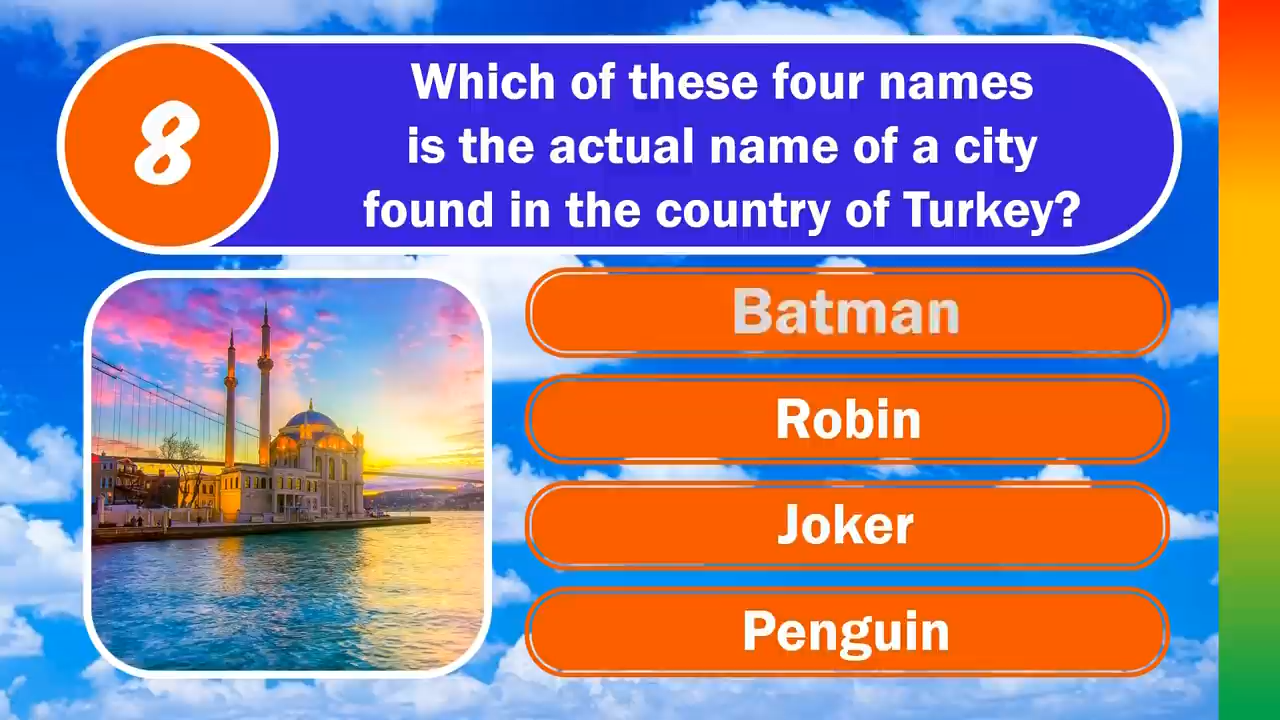 8
Which of these four names
is the actual name of a city
found in the country of Turkey?
Batman
Robin
Joker
Penguin